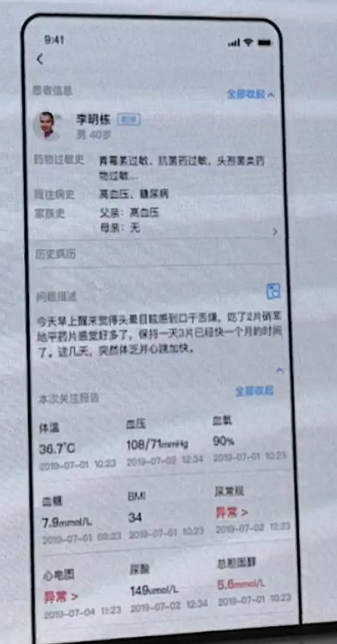 9:41
患者信息 全部收起
李明栋
男 40岁
药物过敏史 青霉素过敏、抗菌药过敏、头孢菌类药
物过敏...
既往病史 高血压、糖尿病
家族史 父亲：高血压
母亲：无
历史病历
问题描述
今天早上醒来觉得头晕目眩感到口干舌燥，吃了2片硝苯
地平药片感觉好多了，保持一天3片已经快一个月的时间
了。这几天，突然体乏并心跳加快。
本次关注报告 全部收起
体温 血压 血氧
36.7°C 108/71mmHg 90%
2019-07-01 10:23 2019-07-02 12:34 2019-07-01 10:23
血糖 BMI 尿常规
7.9mmol/L 34 异常 >
2019-07-01 09:23 2019-07-01 10:23 2019-07-02 12:23
心电图 尿酸 总胆固醇
异常 > 149umol/L 5.6mmol/L
2019-07-04 11:23 2019-07-02 12:34 2019-07-01 10:23